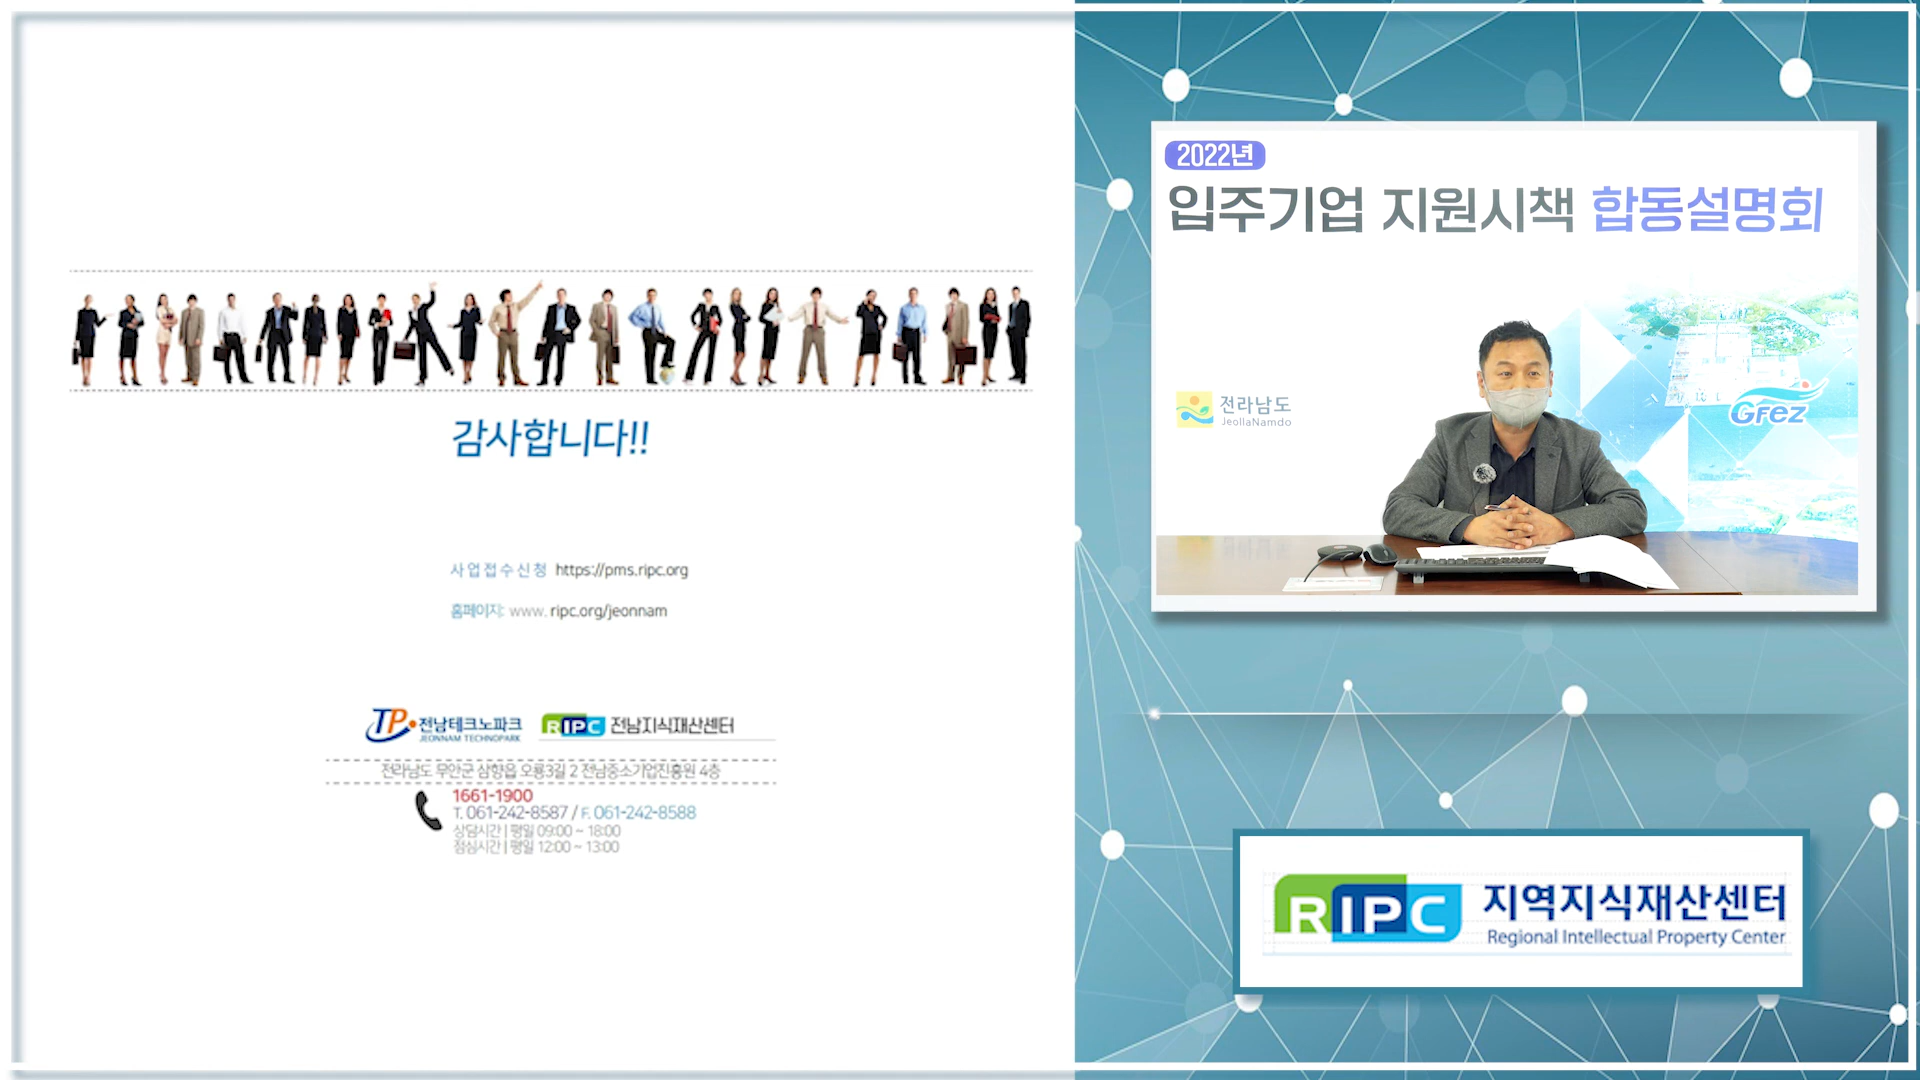 감사합니다!!
사업접수신청 https://pms.ripc.org
홈페이지: www. ripc.org/jeonnam
TP 전남테크노파크
JEONNAM TECHNOPARK
RIPC 전남지식재산센터
전라남도 무안군 삼향읍 오룡3길 2 전남중소기업진흥원 4층
1661-1900
T. 061-242-8587 / F. 061-242-8588
상담시간 | 평일 09:00 ~ 18:00
점심시간 | 평일 12:00 ~ 13:00
2022년
입주기업 지원시책 합동설명회
전라남도
JeollaNamdo
GFEZ
RIPC 지역지식재산센터
Regional Intellectual Property Center